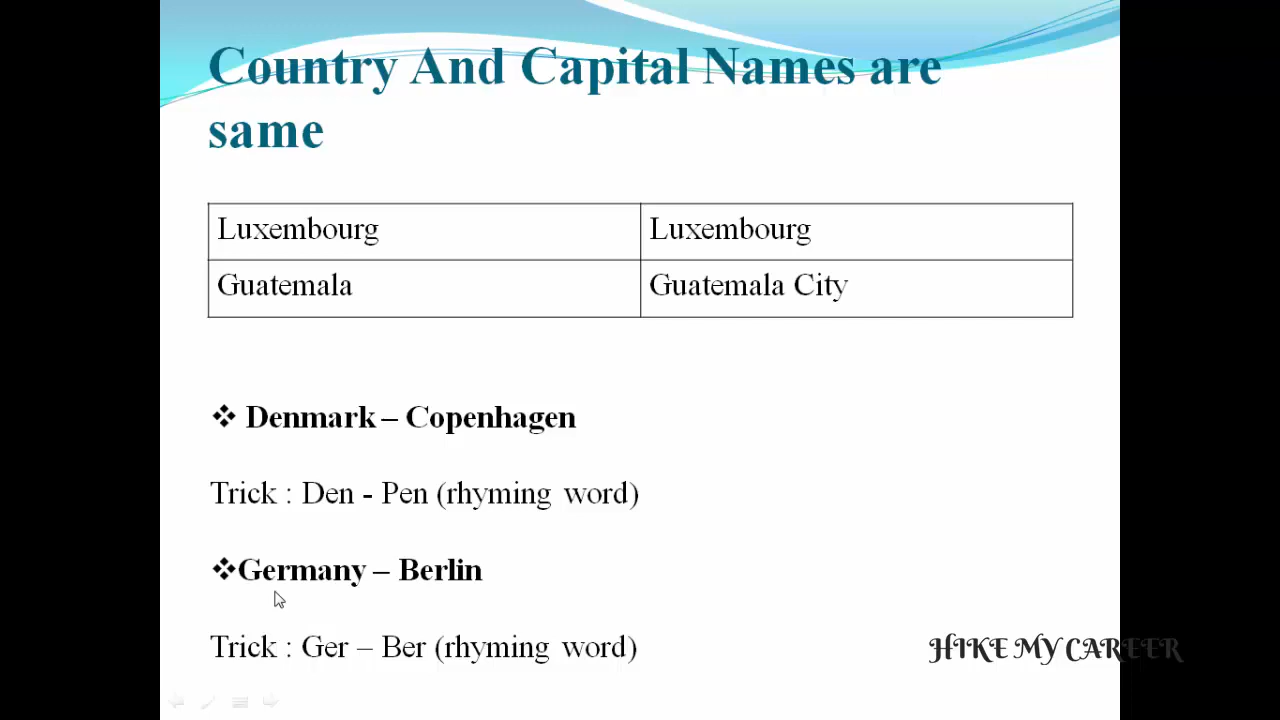 Country And Capital Names are
same
Luxembourg Luxembourg
Guatemala Guatemala City
❖ Denmark – Copenhagen
Trick : Den - Pen (rhyming word)
❖Germany – Berlin
Trick : Ger – Ber (rhyming word)
HIKE MY CAREER